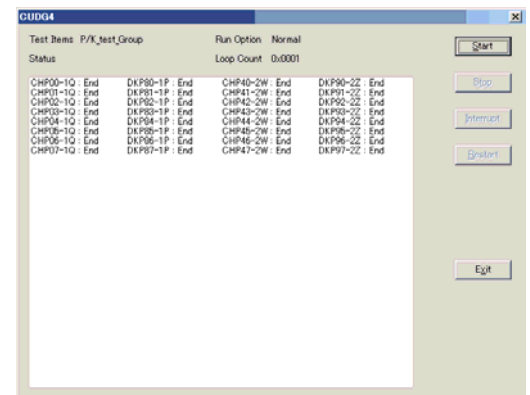 CUDG4
Test Items P/K_test_Group Run Option Normal
Status Loop Count 0x0001
CHP00-1Q : End DKP80-1P : End CHP40-2W : End DKP90-2Z : End
CHP01-1Q : End DKP81-1P : End CHP41-2W : End DKP91-2Z : End
CHP02-1Q : End DKP82-1P : End CHP42-2W : End DKP92-2Z : End
CHP03-1Q : End DKP83-1P : End CHP43-2W : End DKP93-2Z : End
CHP04-1Q : End DKP84-1P : End CHP44-2W : End DKP94-2Z : End
CHP05-1Q : End DKP85-1P : End CHP45-2W : End DKP95-2Z : End
CHP06-1Q : End DKP86-1P : End CHP46-2W : End DKP96-2Z : End
CHP07-1Q : End DKP87-1P : End CHP47-2W : End DKP97-2Z : End
Start
Stop
Interrupt
Restart
Exit